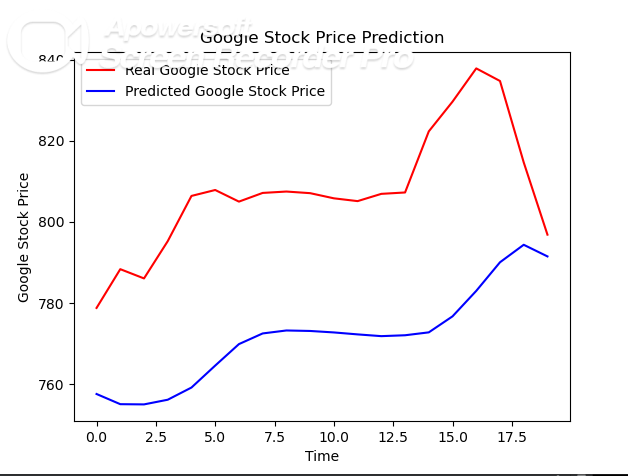 Apowersoft
Screen Recorder Pro
Google Stock Price Prediction
Real Google Stock Price
Predicted Google Stock Price
840
820
800
780
760
Google Stock Price
0.0 2.5 5.0 7.5 10.0 12.5 15.0 17.5
Time